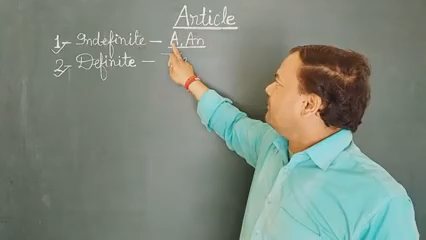 Article
1, Indefinite — A, An
2, Definite —